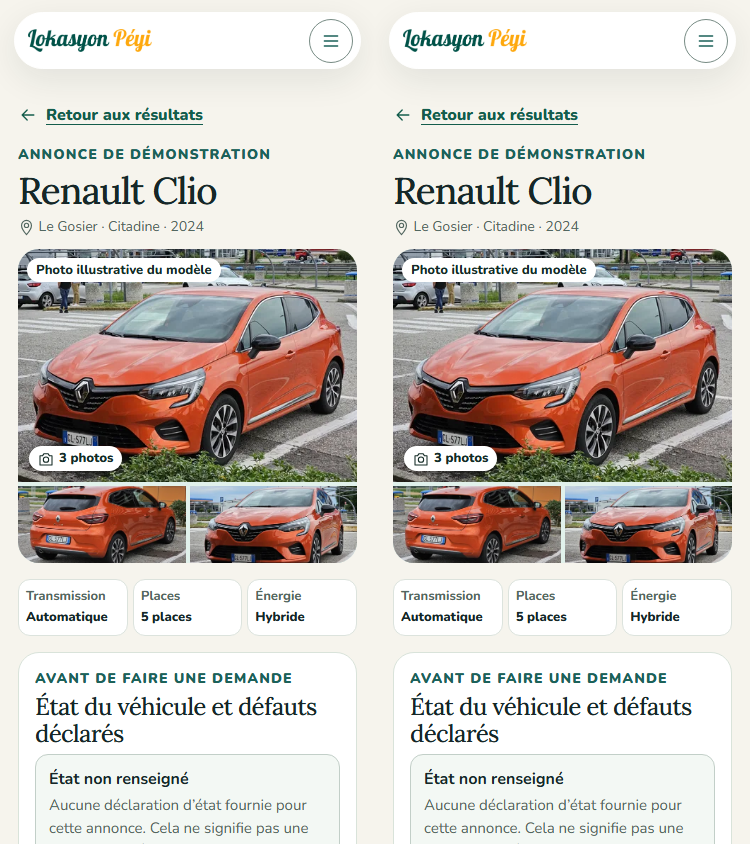 Lokasyon Péyi
Retour aux résultats
ANNONCE DE DÉMONSTRATION
Renault Clio
Le Gosier · Citadine · 2024
Photo illustrative du modèle
3 photos
Transmission
Automatique
Places
5 places
Énergie
Hybride
AVANT DE FAIRE UNE DEMANDE
État du véhicule et défauts
déclarés
État non renseigné
Aucune déclaration d’état fournie pour
cette annonce. Cela ne signifie pas une
Lokasyon Péyi
Retour aux résultats
ANNONCE DE DÉMONSTRATION
Renault Clio
Le Gosier · Citadine · 2024
Photo illustrative du modèle
3 photos
Transmission
Automatique
Places
5 places
Énergie
Hybride
AVANT DE FAIRE UNE DEMANDE
État du véhicule et défauts
déclarés
État non renseigné
Aucune déclaration d’état fournie pour
cette annonce. Cela ne signifie pas une